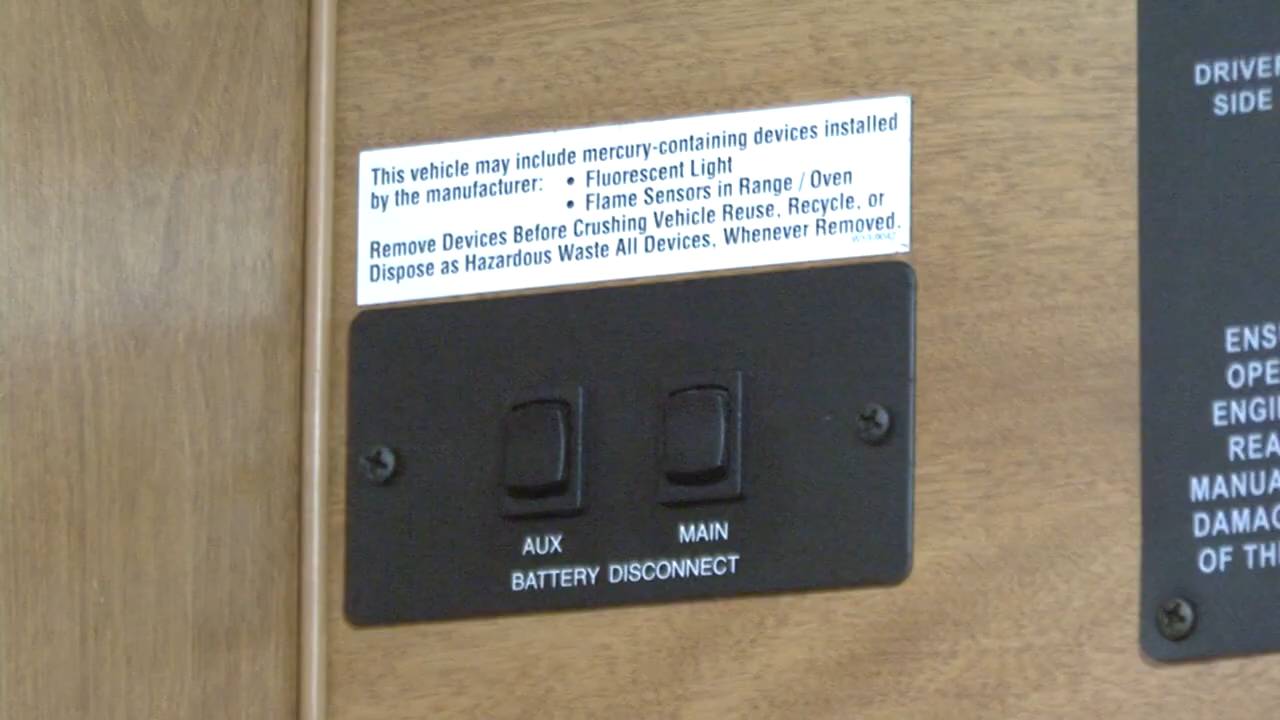 This vehicle may include mercury-containing devices installed
by the manufacturer: • Fluorescent Light
• Flame Sensors in Range / Oven
Remove Devices Before Crushing Vehicle Reuse, Recycle, or
Dispose as Hazardous Waste All Devices, Whenever Removed.
AUX
MAIN
BATTERY DISCONNECT
DRIVER
SIDE
ENS
OPE
ENGI
REA
MANUA
DAMAG
OF TH